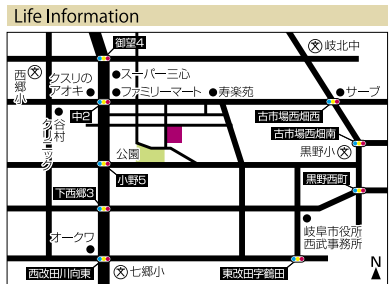 Life Information
御望4
岐北中
西郷小
クスリの
アオキ
スーパー三心
ファミリーマート
寿楽苑
サーブ
中2
古市場西畑西
谷村
クリニック
古市場西畑南
公園
黒野小
小野5
黒野西町
下西郷3
岐阜市役所
西武事務所
オークワ
西改田川向東
七郷小
東改田字鶴田
N